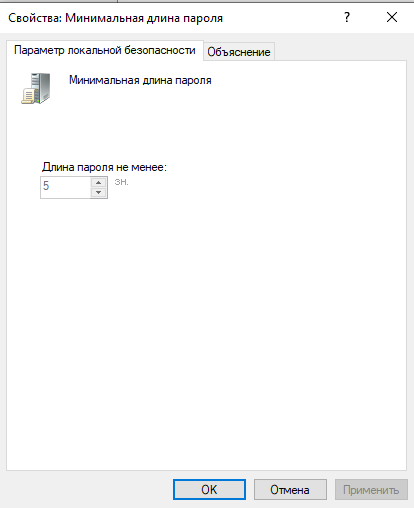 Свойства: Минимальная длина пароля ?
Параметр локальной безопасности Объяснение
Минимальная длина пароля
Длина пароля не менее:
5 зн.
OK Отмена Применить